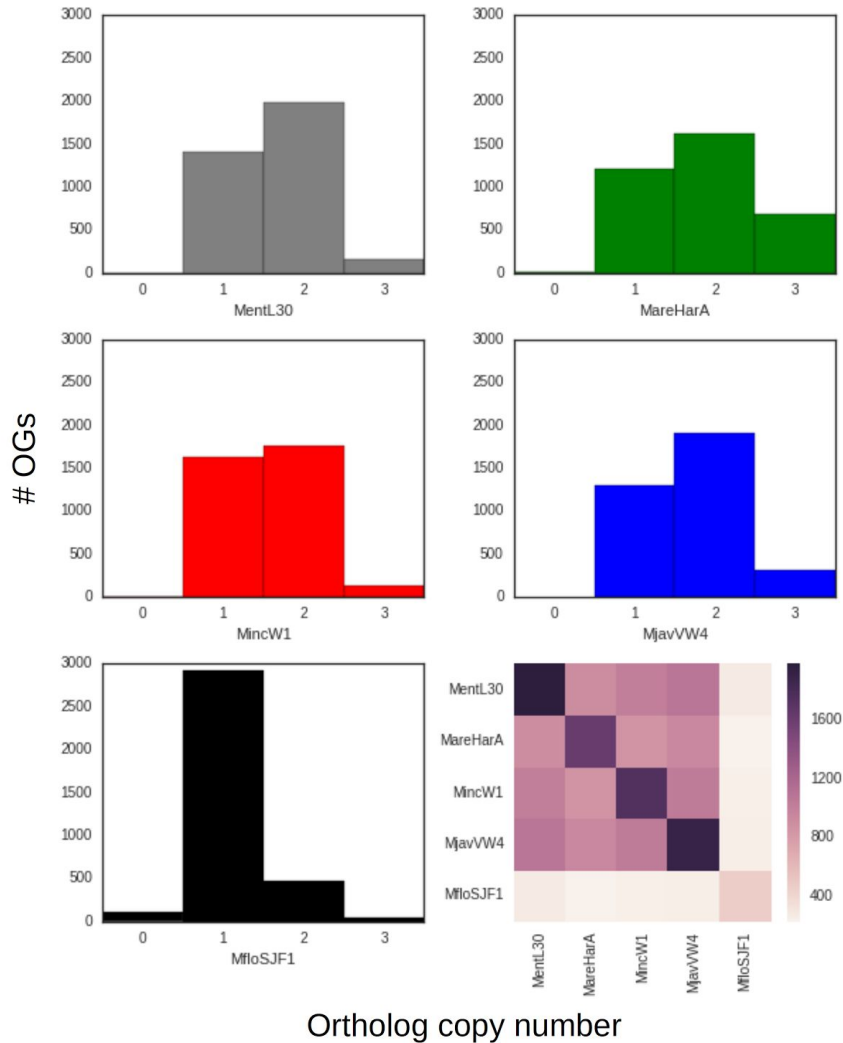 3000
2500
2000
1500
1000
500
0
0 1 2 3
MentL30
3000
2500
2000
1500
1000
500
0
0 1 2 3
MareHarA
# OGs
3000
2500
2000
1500
1000
500
0
0 1 2 3
MincW1
3000
2500
2000
1500
1000
500
0
0 1 2 3
MjavVW4
3000
2500
2000
1500
1000
500
0
0 1 2 3
MfloSJF1
MentL30
MareHarA
MincW1
MjavVW4
MfloSJF1
MentL30
MareHarA
MincW1
MjavVW4
MfloSJF1
1600
1200
800
400
Ortholog copy number